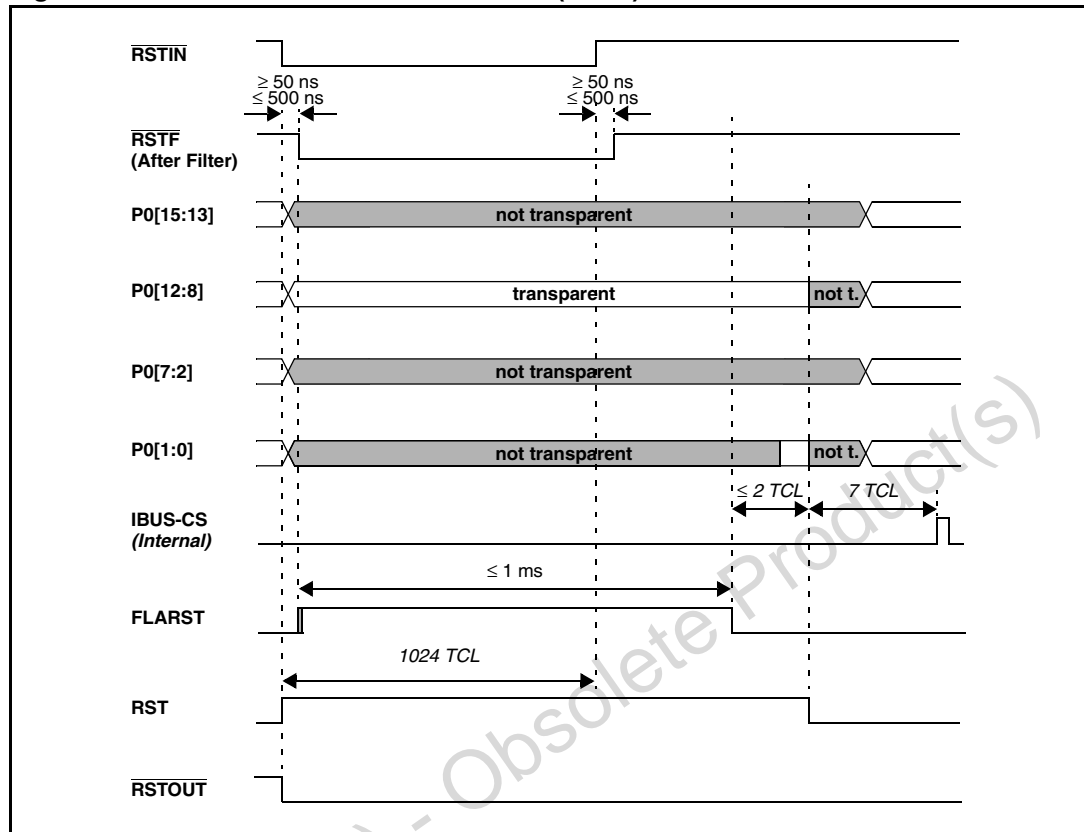 RSTIN
≥ 50 ns
≤ 500 ns
≥ 50 ns
≤ 500 ns
RSTF
(After Filter)
P0[15:13]
not transparent
P0[12:8]
transparent
not t.
P0[7:2]
not transparent
P0[1:0]
not transparent
not t.
≤ 2 TCL
7 TCL
IBUS-CS
(Internal)
≤ 1 ms
FLARST
1024 TCL
RST
RSTOUT
) - Obsolete Product(s)